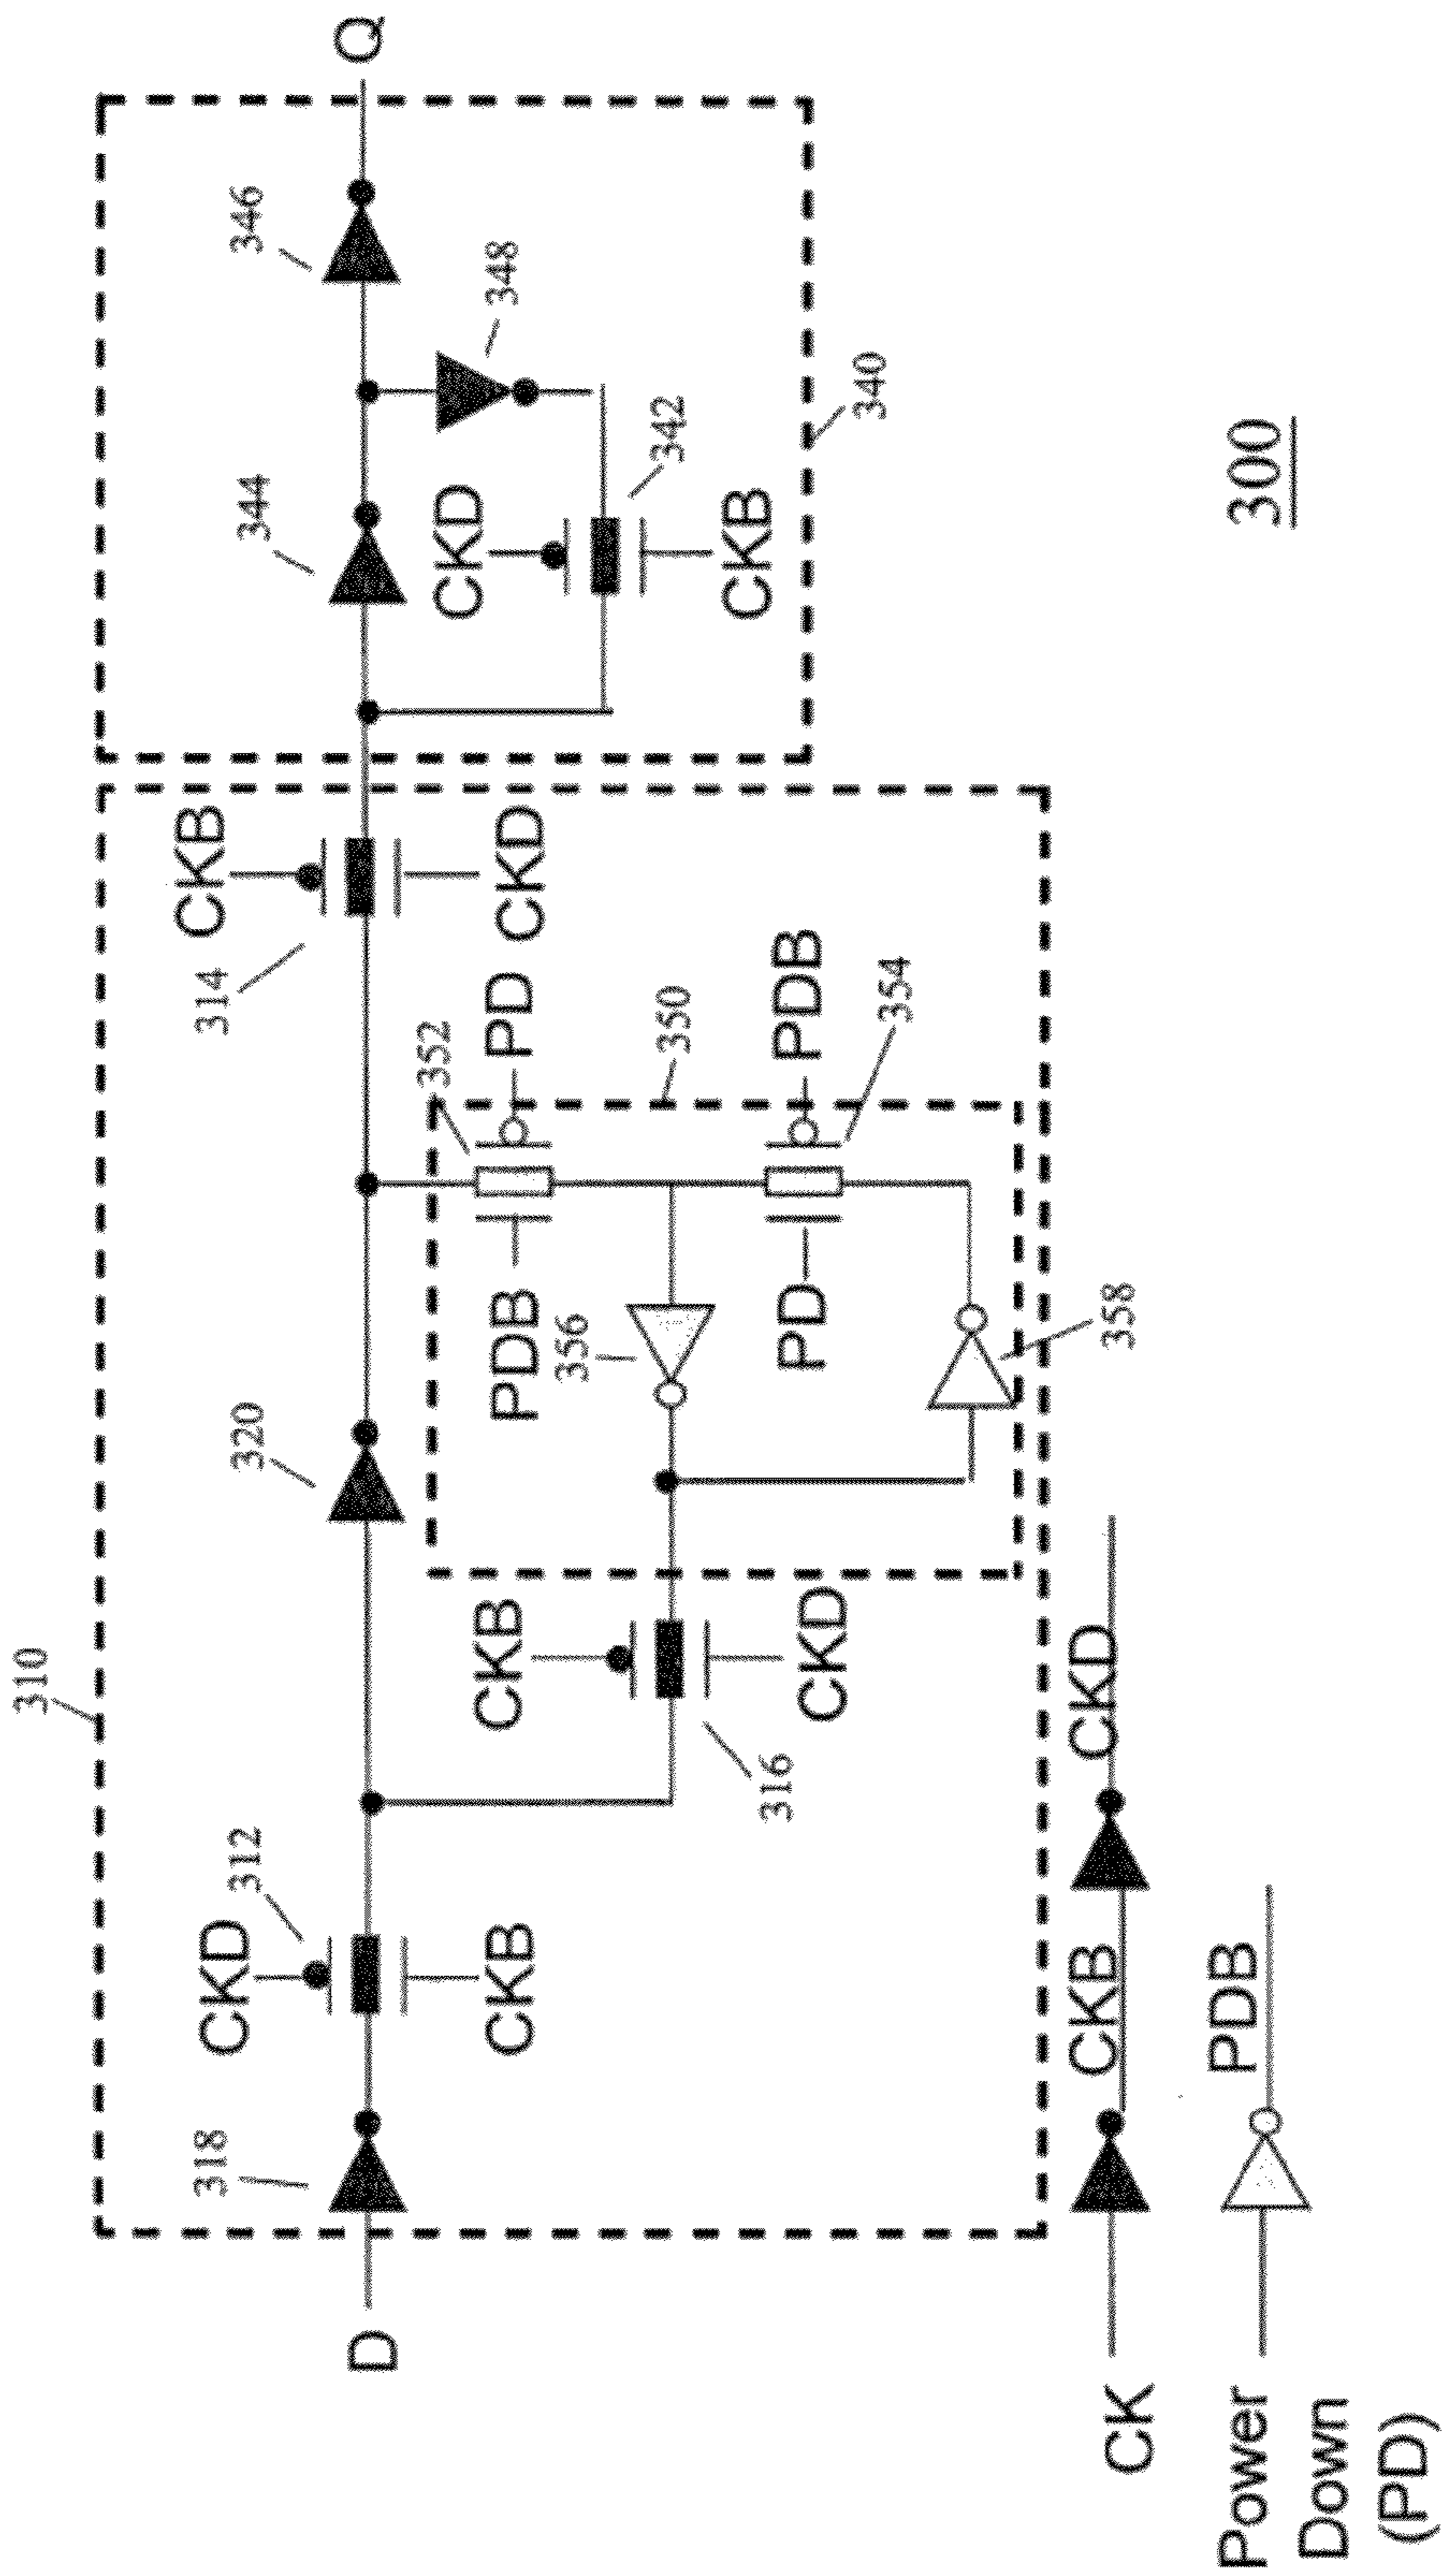 310
318
CKD
312
CKB
320
314
CKB
CKD
316
CKB
CKD
PDB
352
PD
356
350
PD
PDB
354
358
344
346
348
CKD
342
CKB
340
D
Q
CK
CKB
CKD
Power
Down
(PD)
PDB
300